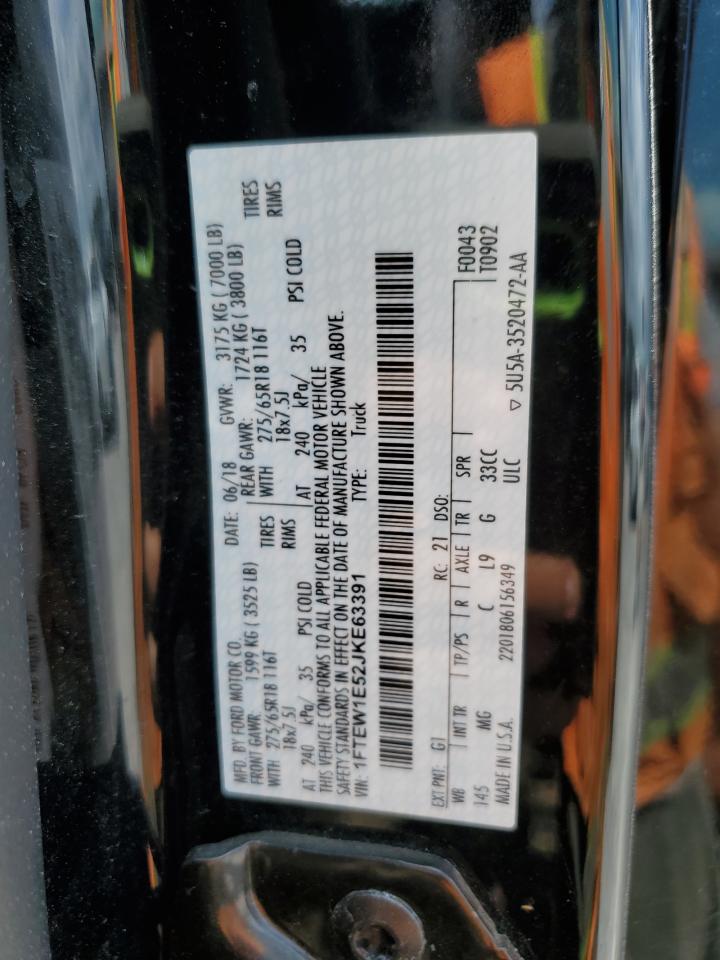 MFD. BY FORD MOTOR CO.
DATE: 06/18 GVWR: 3175 KG ( 7000 LB)
FRONT GAWR: 1599 KG ( 3525 LB) REAR GAWR: 1724 KG ( 3800 LB)
WITH 275/65R18 116T TIRES WITH 275/65R18 116T TIRES
18x7.5J RIMS 18x7.5J RIMS
AT 240 kPa/ 35 PSI COLD AT 240 kPa/ 35 PSI COLD
THIS VEHICLE CONFORMS TO ALL APPLICABLE FEDERAL MOTOR VEHICLE
SAFETY STANDARDS IN EFFECT ON THE DATE OF MANUFACTURE SHOWN ABOVE.
VIN: 1FTEW1E52JKE63391 TYPE: Truck
EXT PNT: G1 RC: 21 DSO: F0043
WB INT TR TP/PS R AXLE TR SPR T0902
145 MG C L9 G 33CC
MADE IN U.S.A. 2201806156349 ULC ▽ 5U5A-3520472-AA